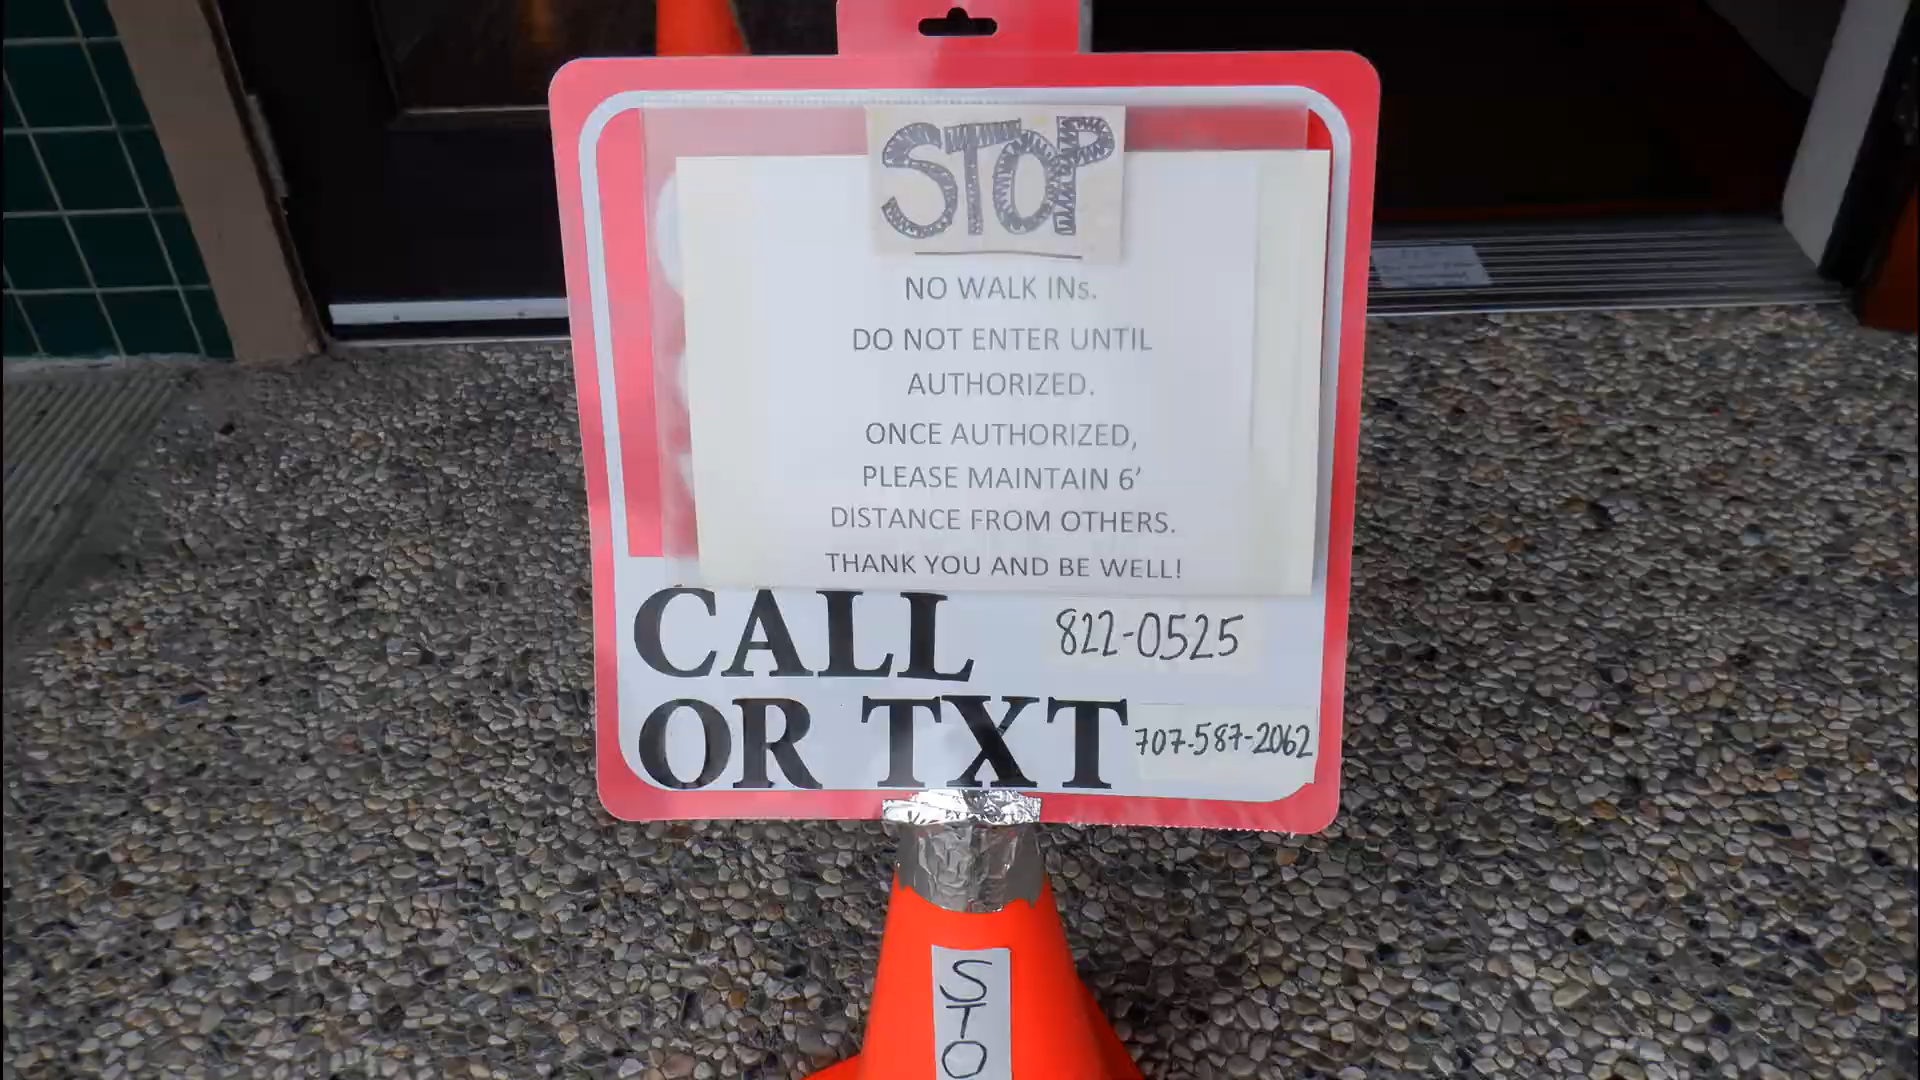 STOP
NO WALK INs.
DO NOT ENTER UNTIL
AUTHORIZED.
ONCE AUTHORIZED,
PLEASE MAINTAIN 6’
DISTANCE FROM OTHERS.
THANK YOU AND BE WELL!
CALL 822-0525
OR TXT 707-587-2062
STO